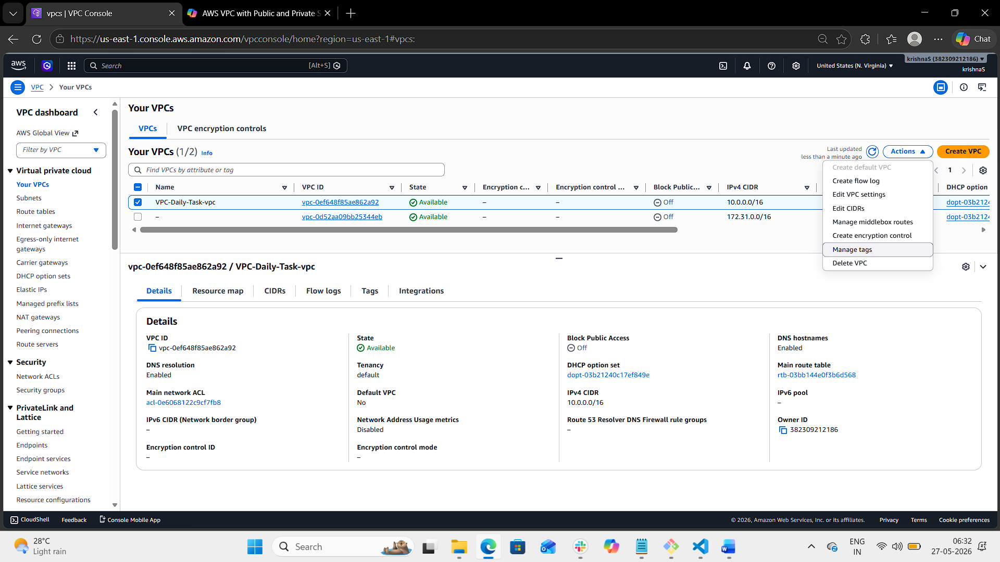 vpcs | VPC Console
AWS VPC with Public and Private S
https://us-east-1.console.aws.amazon.com/vpcconsole/home?region=us-east-1#vpcs:
Chat
aws
Search
[Alt+S]
United States (N. Virginia)
krishnaS (382309212186)
krishnaS
VPC
Your VPCs
VPC dashboard
AWS Global View
Filter by VPC
Virtual private cloud
Your VPCs
Subnets
Route tables
Internet gateways
Egress-only internet
gateways
Carrier gateways
DHCP option sets
Elastic IPs
Managed prefix lists
NAT gateways
Peering connections
Route servers
Security
Network ACLs
Security groups
PrivateLink and
Lattice
Getting started
Endpoints
Endpoint services
Service networks
Lattice services
Resource configurations
Your VPCs
VPCs
VPC encryption controls
Your VPCs (1/2) Info
Last updated
less than a minute ago
Actions
Create VPC
Find VPCs by attribute or tag
1
Name VPC ID State Encryption c... Encryption control ... Block Public... IPv4 CIDR DHCP option
VPC-Daily-Task-vpc vpc-0ef648f85ae862a92 Available – – Off 10.0.0.0/16 dopt-03b2124
– vpc-0d52aa09bb25344eb Available – – Off 172.31.0.0/16 dopt-03b2124
Create default VPC
Create flow log
Edit VPC settings
Edit CIDRs
Manage middlebox routes
Create encryption control
Manage tags
Delete VPC
vpc-0ef648f85ae862a92 / VPC-Daily-Task-vpc
Details Resource map CIDRs Flow logs Tags Integrations
Details
VPC ID
vpc-0ef648f85ae862a92
State
Available
Block Public Access
Off
DNS hostnames
Enabled
DNS resolution
Enabled
Tenancy
default
DHCP option set
dopt-03b21240c17ef849e
Main route table
rtb-03bb144e0f3b6d568
Main network ACL
acl-0e6068122c9cf7fb8
Default VPC
No
IPv4 CIDR
10.0.0.0/16
IPv6 pool
–
IPv6 CIDR (Network border group)
–
Network Address Usage metrics
Disabled
Route 53 Resolver DNS Firewall rule groups
–
Owner ID
382309212186
Encryption control ID
–
Encryption control mode
–
CloudShell
Feedback
Console Mobile App
© 2026, Amazon Web Services, Inc. or its affiliates.
Privacy
Terms
Cookie preferences
28°C
Light rain
Search
ENG
IN
06:32
27-05-2026